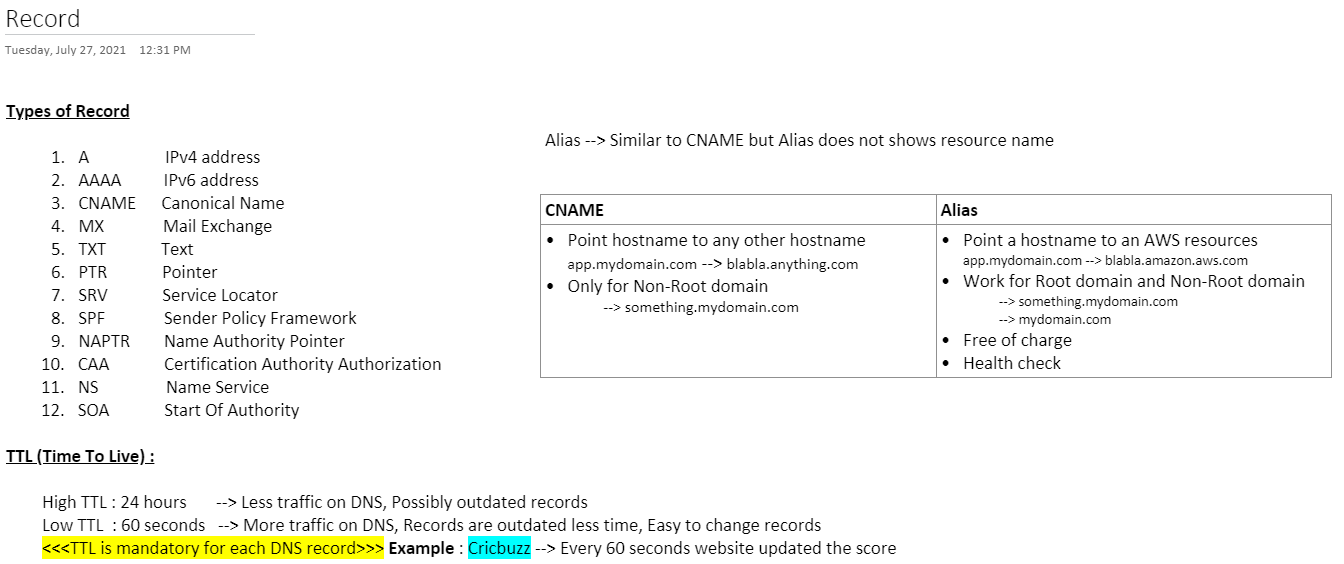 Record
Tuesday, July 27, 2021 12:31 PM
Types of Record
1. A IPv4 address
2. AAAA IPv6 address
3. CNAME Canonical Name
4. MX Mail Exchange
5. TXT Text
6. PTR Pointer
7. SRV Service Locator
8. SPF Sender Policy Framework
9. NAPTR Name Authority Pointer
10. CAA Certification Authority Authorization
11. NS Name Service
12. SOA Start Of Authority
Alias --> Similar to CNAME but Alias does not shows resource name
CNAME
• Point hostname to any other hostname
app.mydomain.com --> blabla.anything.com
• Only for Non-Root domain
--> something.mydomain.com
Alias
• Point a hostname to an AWS resources
app.mydomain.com --> blabla.amazon.aws.com
• Work for Root domain and Non-Root domain
--> something.mydomain.com
--> mydomain.com
• Free of charge
• Health check
TTL (Time To Live) :
High TTL : 24 hours --> Less traffic on DNS, Possibly outdated records
Low TTL : 60 seconds --> More traffic on DNS, Records are outdated less time, Easy to change records
<<<TTL is mandatory for each DNS record>>> Example : Cricbuzz --> Every 60 seconds website updated the score